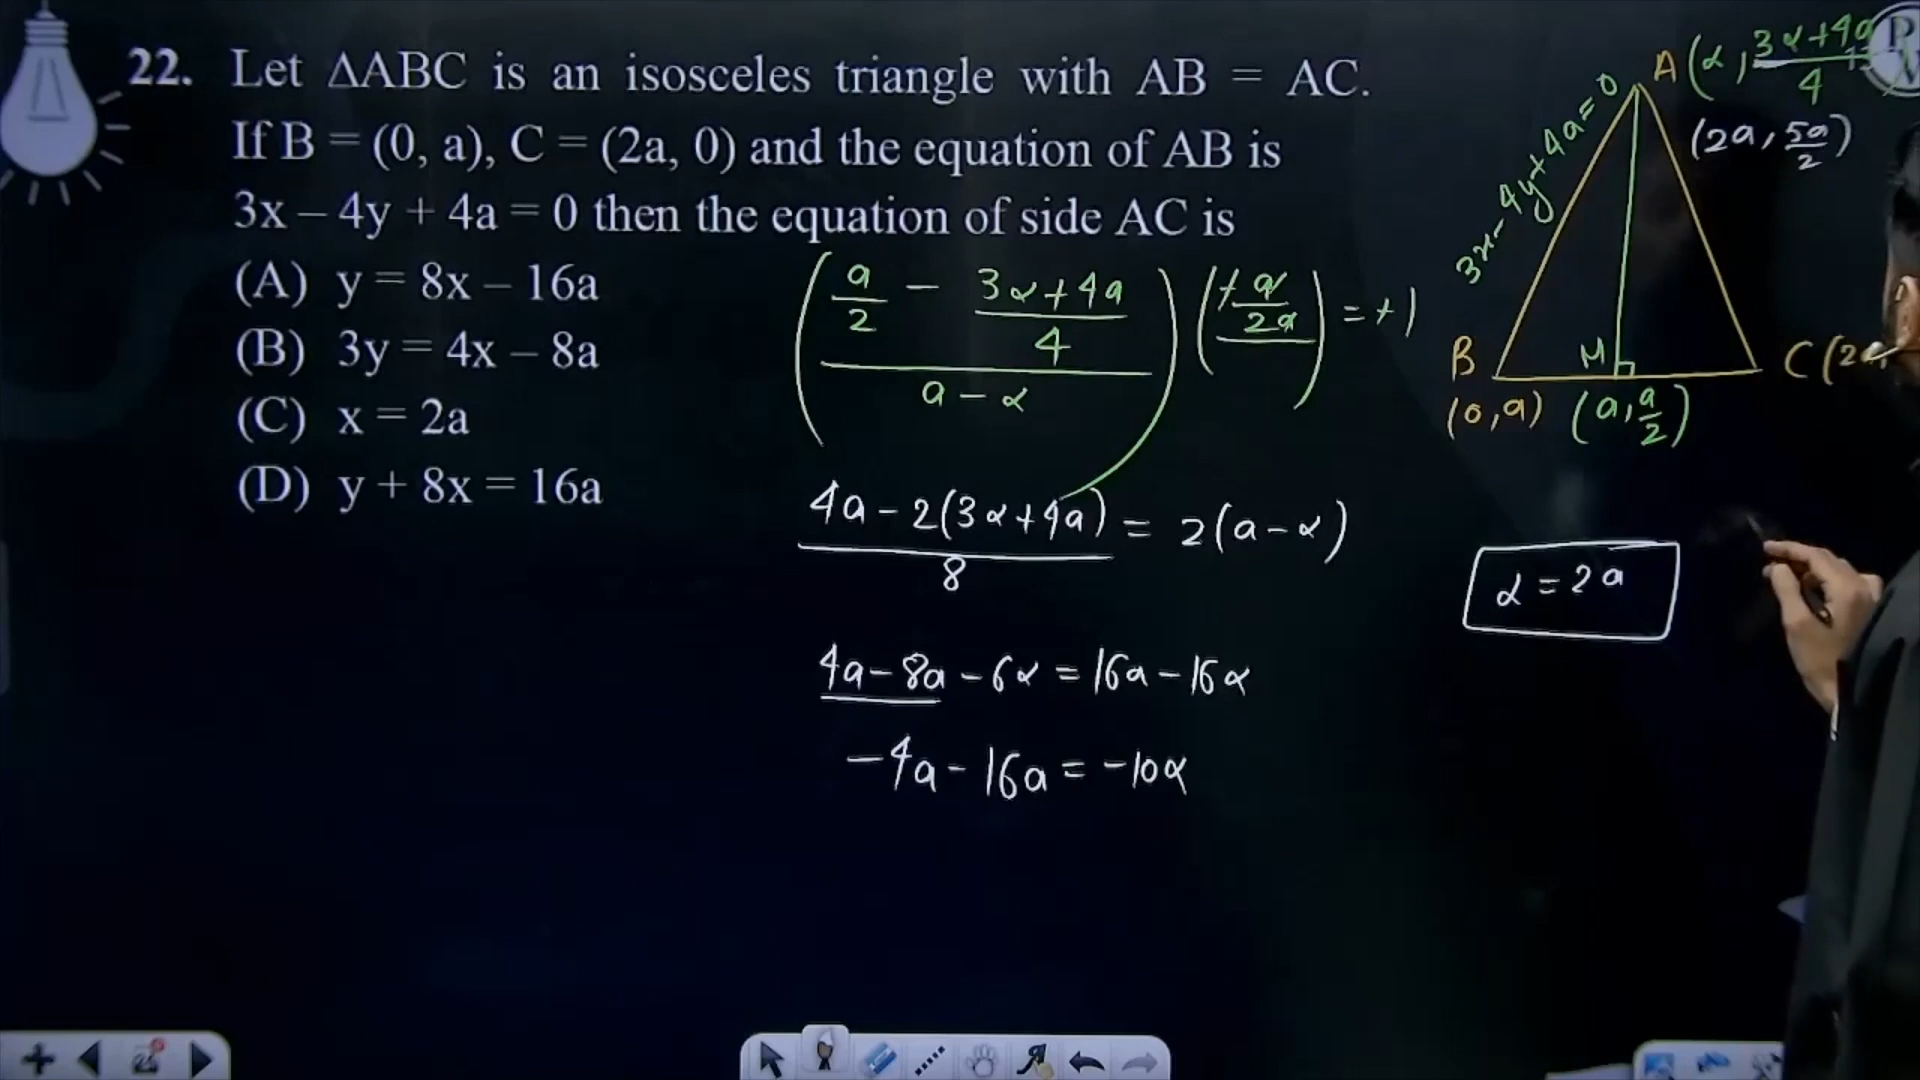 22. Let ΔABC is an isosceles triangle with AB = AC.
If B = (0, a), C = (2a, 0) and the equation of AB is
3x – 4y + 4a = 0 then the equation of side AC is
(A) y = 8x – 16a
(B) 3y = 4x – 8a
(C) x = 2a
(D) y + 8x = 16a
(a/2 - (3α+4a)/4)/(a-α) (+a/2a) = +1
(4a - 2(3α+4a))/8 = 2(a-α)
4a - 8a - 6α = 16a - 16α
-4a - 16a = -10α
A (α, (3α+4a)/4
(2a, 5a/2)
3x - 4y + 4a = 0
B
M
C (2a,
(0, a)
(a, a/2)
α = 2a